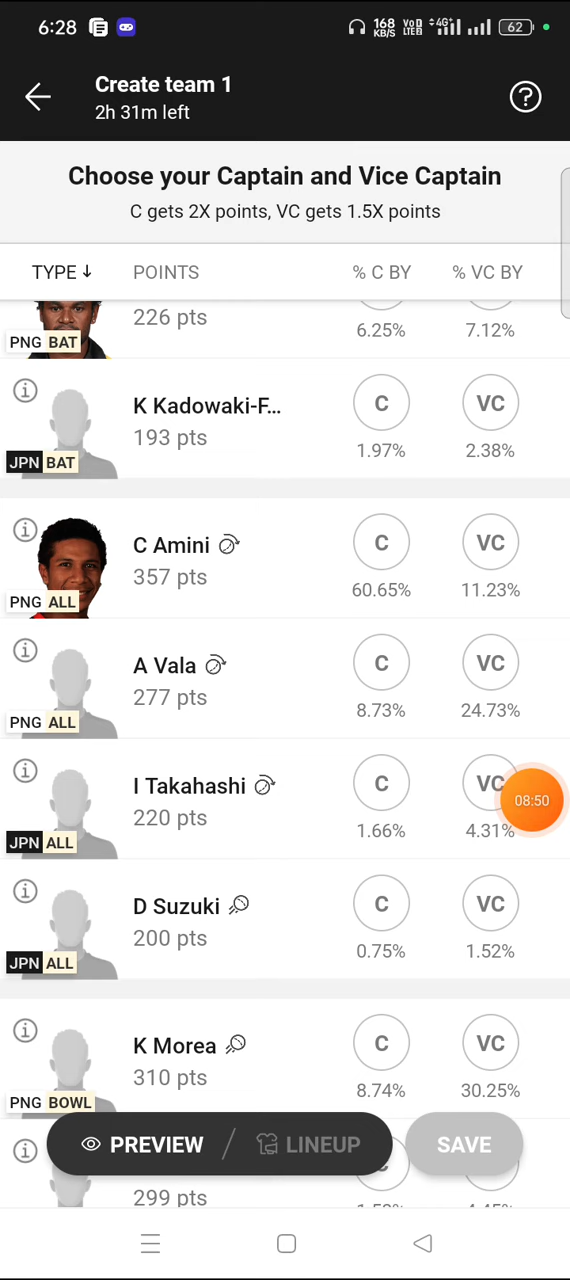 6:28
168 KB/S
VoD LTE2
4G
62
Create team 1
2h 31m left
Choose your Captain and Vice Captain
C gets 2X points, VC gets 1.5X points
TYPE ↓ POINTS % C BY % VC BY
226 pts
6.25% 7.12%
PNG BAT
K Kadowaki-F... C VC
193 pts
1.97% 2.38%
JPN BAT
C Amini C VC
357 pts
60.65% 11.23%
PNG ALL
A Vala C VC
277 pts
8.73% 24.73%
PNG ALL
I Takahashi C VC
08:50
220 pts
1.66% 4.31%
JPN ALL
D Suzuki C VC
200 pts
0.75% 1.52%
JPN ALL
K Morea C VC
310 pts
8.74% 30.25%
PNG BOWL
PREVIEW / LINEUP SAVE
299 pts